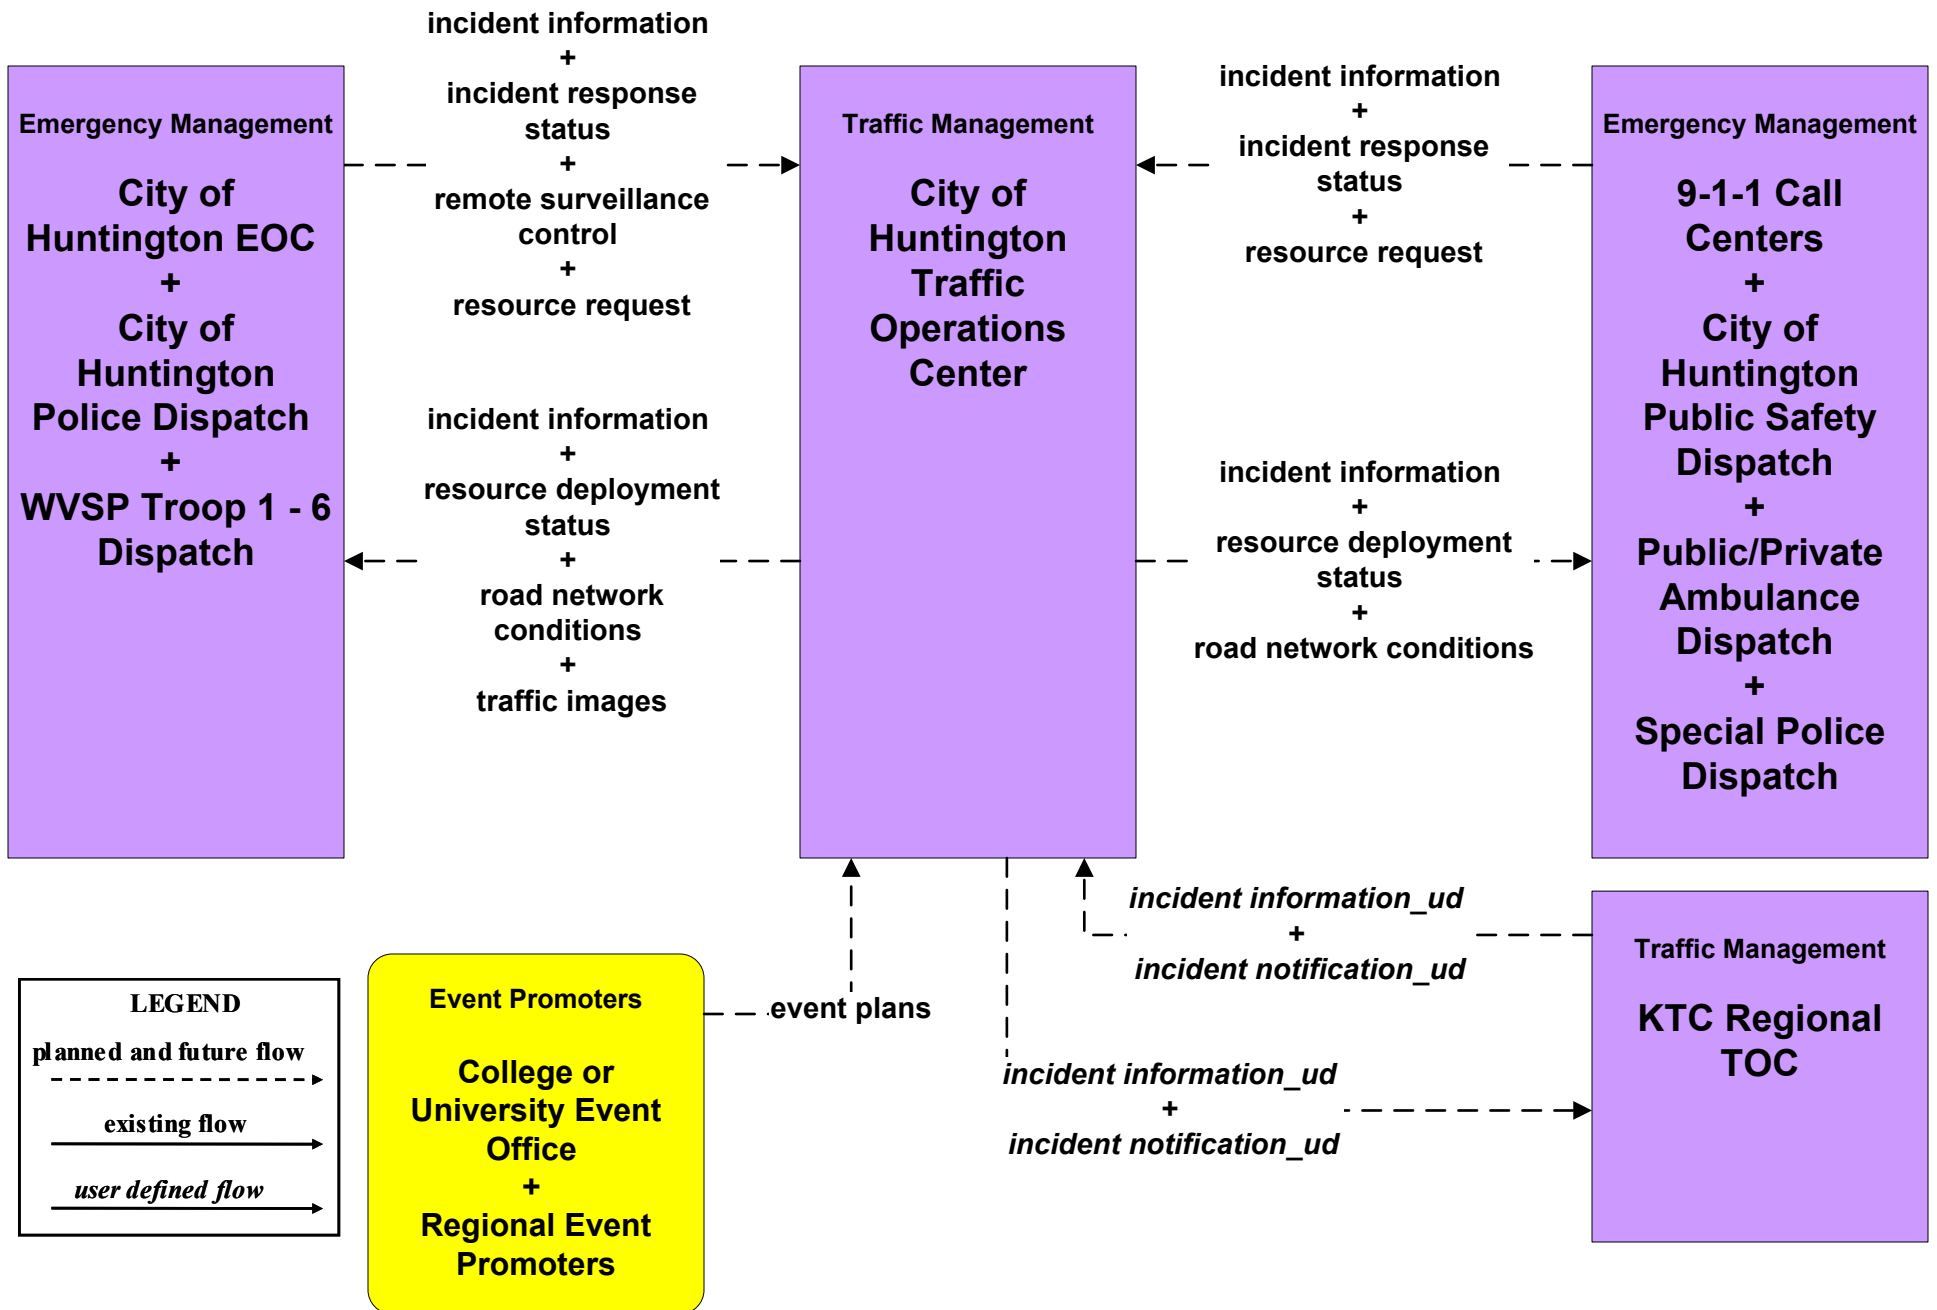 incident information
+
incident response
status
+
remote surveillance
control
+
resource request
Emergency Management
City of
Huntington EOC
+
City of
Huntington
Police Dispatch
+
WVSP Troop 1 - 6
Dispatch
incident information
+
resource deployment
status
+
road network
conditions
+
traffic images
Traffic Management
City of
Huntington
Traffic
Operations
Center
incident information
+
incident response
status
+
resource request
incident information
+
resource deployment
status
+
road network conditions
Emergency Management
9-1-1 Call
Centers
+
City of
Huntington
Public Safety
Dispatch
+
Public/Private
Ambulance
Dispatch
+
Special Police
Dispatch
incident information_ud
+
incident notification_ud
Traffic Management
KTC Regional
TOC
incident information_ud
+
incident notification_ud
event plans
Event Promoters
College or
University Event
Office
+
Regional Event
Promoters
LEGEND
planned and future flow
existing flow
user defined flow